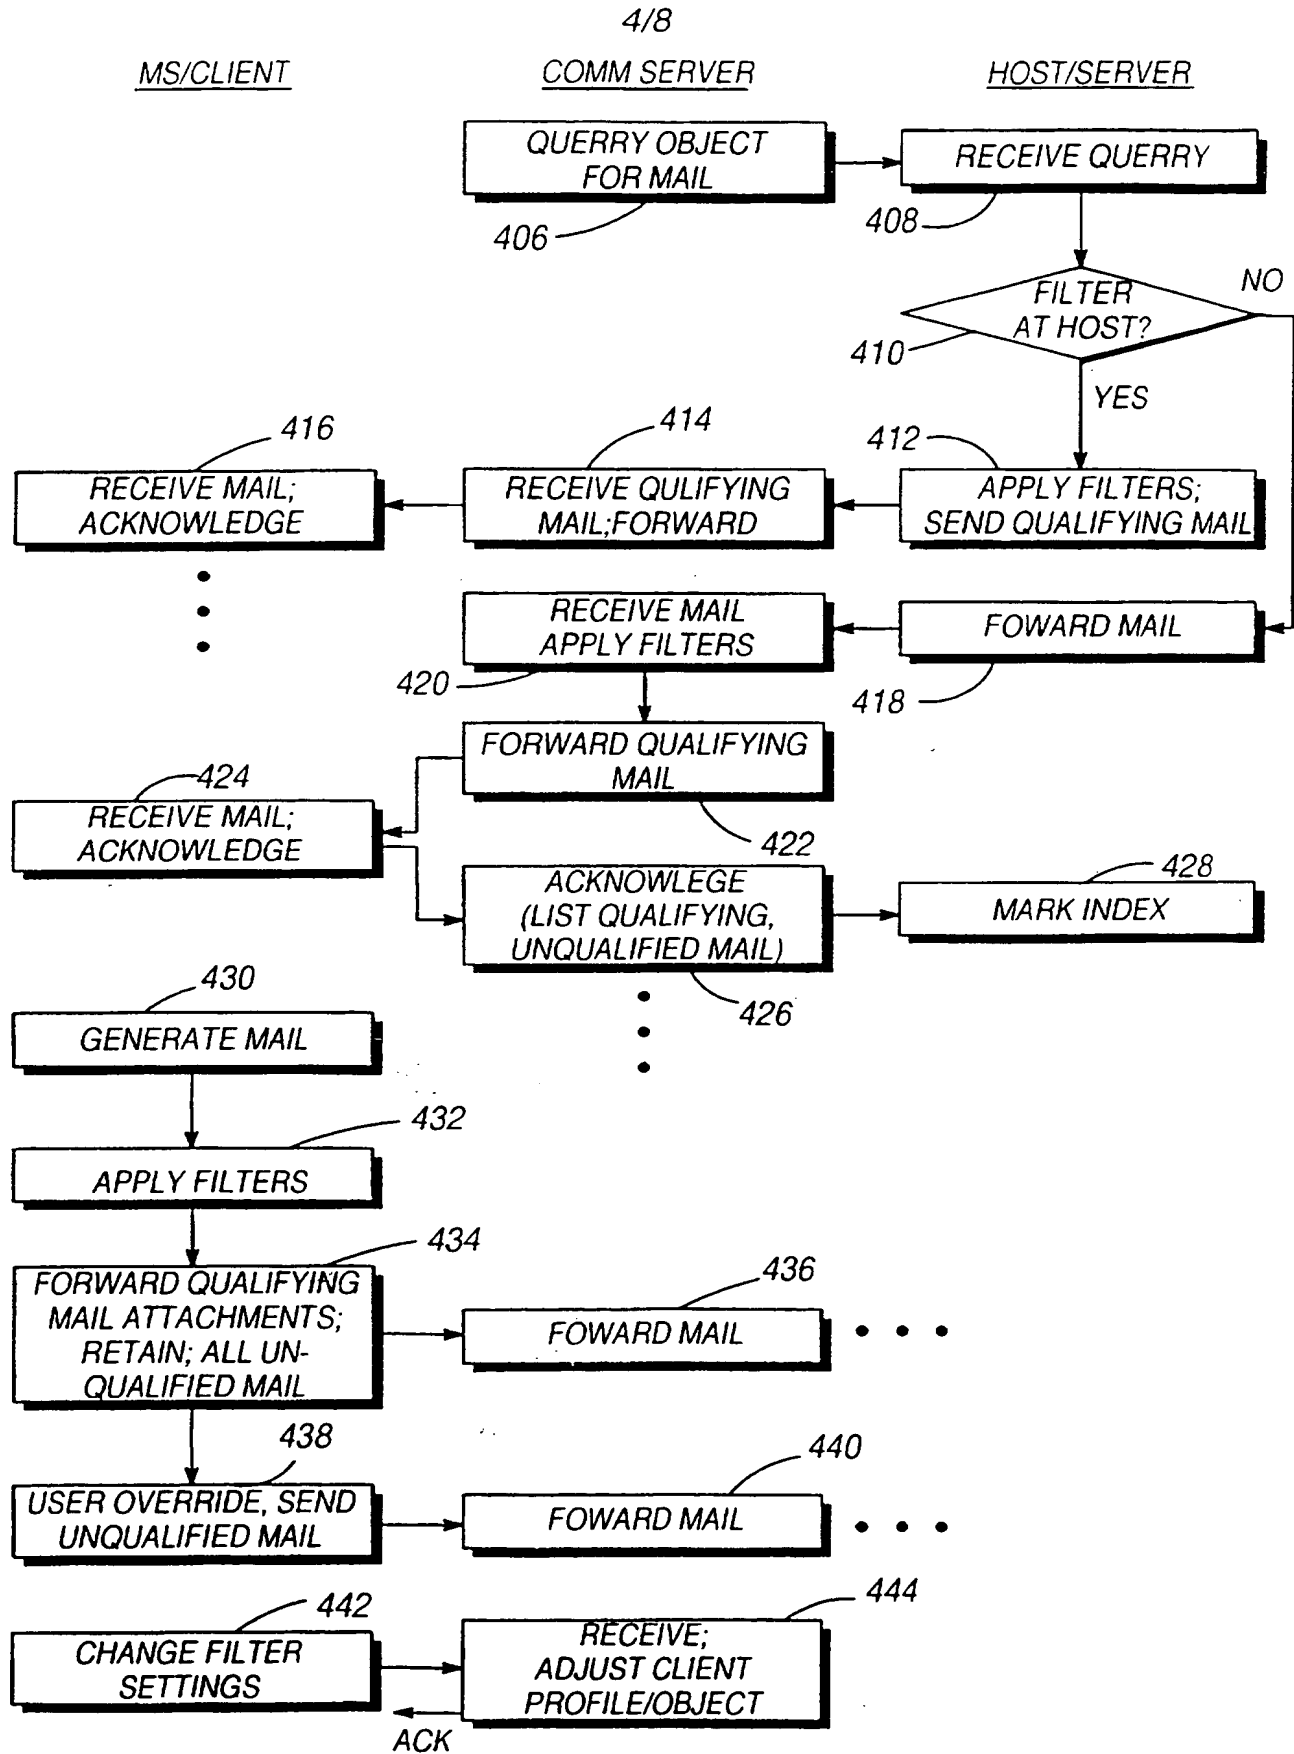 4/8
MS/CLIENT
COMM SERVER
HOST/SERVER
QUERRY OBJECT
FOR MAIL
406
RECEIVE QUERRY
408
FILTER
AT HOST?
410
NO
YES
416
RECEIVE MAIL;
ACKNOWLEDGE
414
RECEIVE QULIFYING
MAIL;FORWARD
412
APPLY FILTERS;
SEND QUALIFYING MAIL
RECEIVE MAIL
APPLY FILTERS
420
FOWARD MAIL
418
FORWARD QUALIFYING
MAIL
422
424
RECEIVE MAIL;
ACKNOWLEDGE
ACKNOWLEGE
(LIST QUALIFYING,
UNQUALIFIED MAIL)
426
428
MARK INDEX
430
GENERATE MAIL
432
APPLY FILTERS
434
FORWARD QUALIFYING
MAIL ATTACHMENTS;
RETAIN; ALL UN-
QUALIFIED MAIL
436
FOWARD MAIL
438
USER OVERRIDE, SEND
UNQUALIFIED MAIL
440
FOWARD MAIL
442
CHANGE FILTER
SETTINGS
444
RECEIVE;
ADJUST CLIENT
PROFILE/OBJECT
ACK